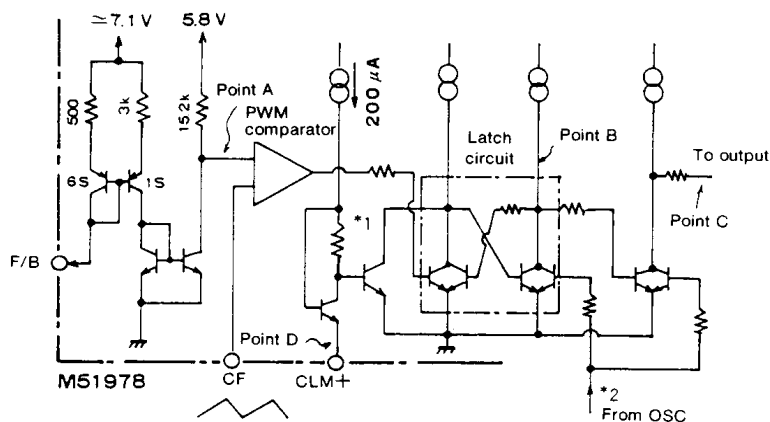 ≃7.1 V
5.8 V
500
3k
15.2k
Point A
PWM
comparator
200 µA
Latch
circuit
Point B
To output
Point C
6S
1S
*1
F/B
Point D
M51978
CF
CLM+
*2
From OSC